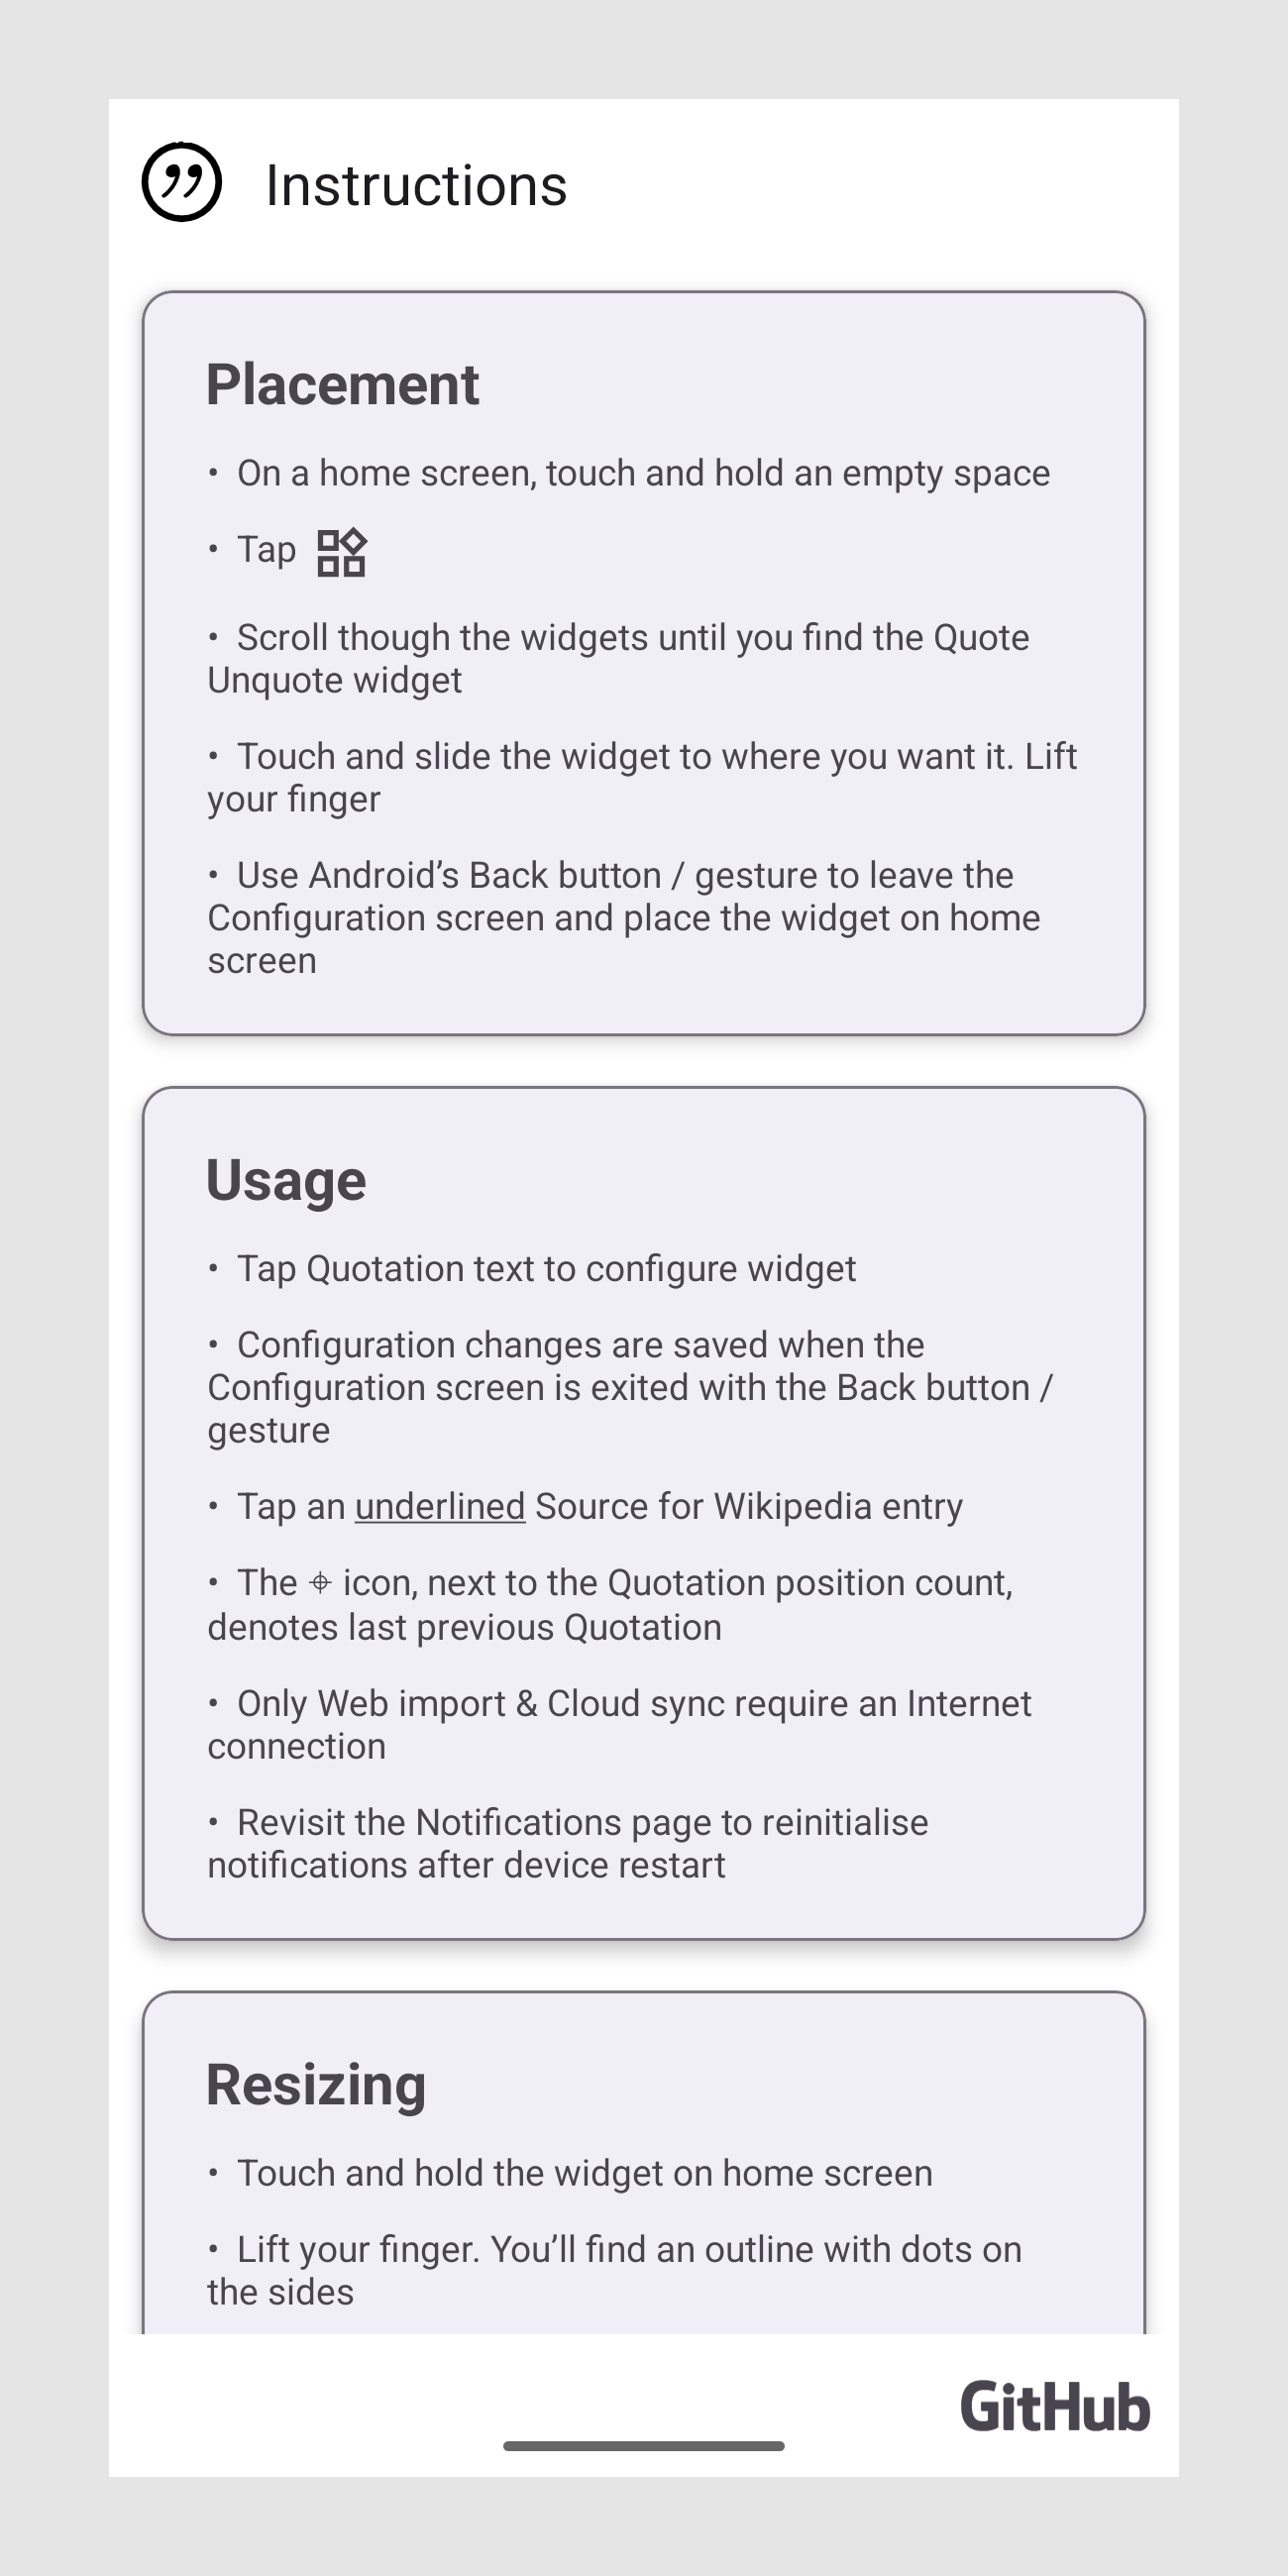 Instructions
Placement
• On a home screen, touch and hold an empty space
• Tap
• Scroll though the widgets until you find the Quote
Unquote widget
• Touch and slide the widget to where you want it. Lift
your finger
• Use Android’s Back button / gesture to leave the
Configuration screen and place the widget on home
screen
Usage
• Tap Quotation text to configure widget
• Configuration changes are saved when the
Configuration screen is exited with the Back button /
gesture
• Tap an underlined Source for Wikipedia entry
• The ⌖ icon, next to the Quotation position count,
denotes last previous Quotation
• Only Web import & Cloud sync require an Internet
connection
• Revisit the Notifications page to reinitialise
notifications after device restart
Resizing
• Touch and hold the widget on home screen
• Lift your finger. You’ll find an outline with dots on
the sides
GitHub